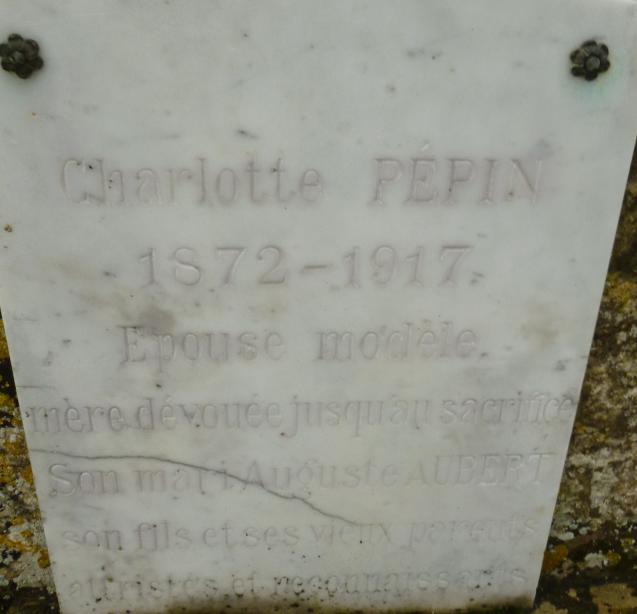 Charlotte PÉPIN
1872-1917.
Epouse modèle,
mère dévouée jusqu'au sacrifice
Son mari Auguste AUBERT
son fils et ses vieux parents
attristés et reconnaissants